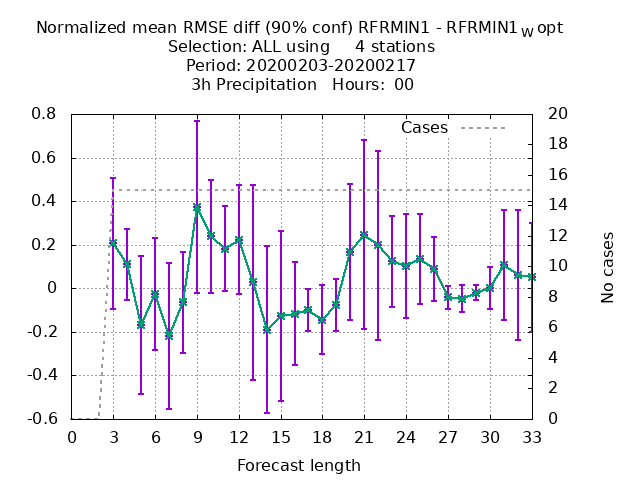 Normalized mean RMSE diff (90% conf) RFRMIN1 - RFRMIN1_W opt
Selection: ALL using     4 stations
Period: 20200203-20200217
3h Precipitation   Hours:  00
Cases
0.8
0.6
0.4
0.2
0
-0.2
-0.4
-0.6
20
18
16
14
12
10
8
6
4
2
0
No cases
0 3 6 9 12 15 18 21 24 27 30 33
Forecast length